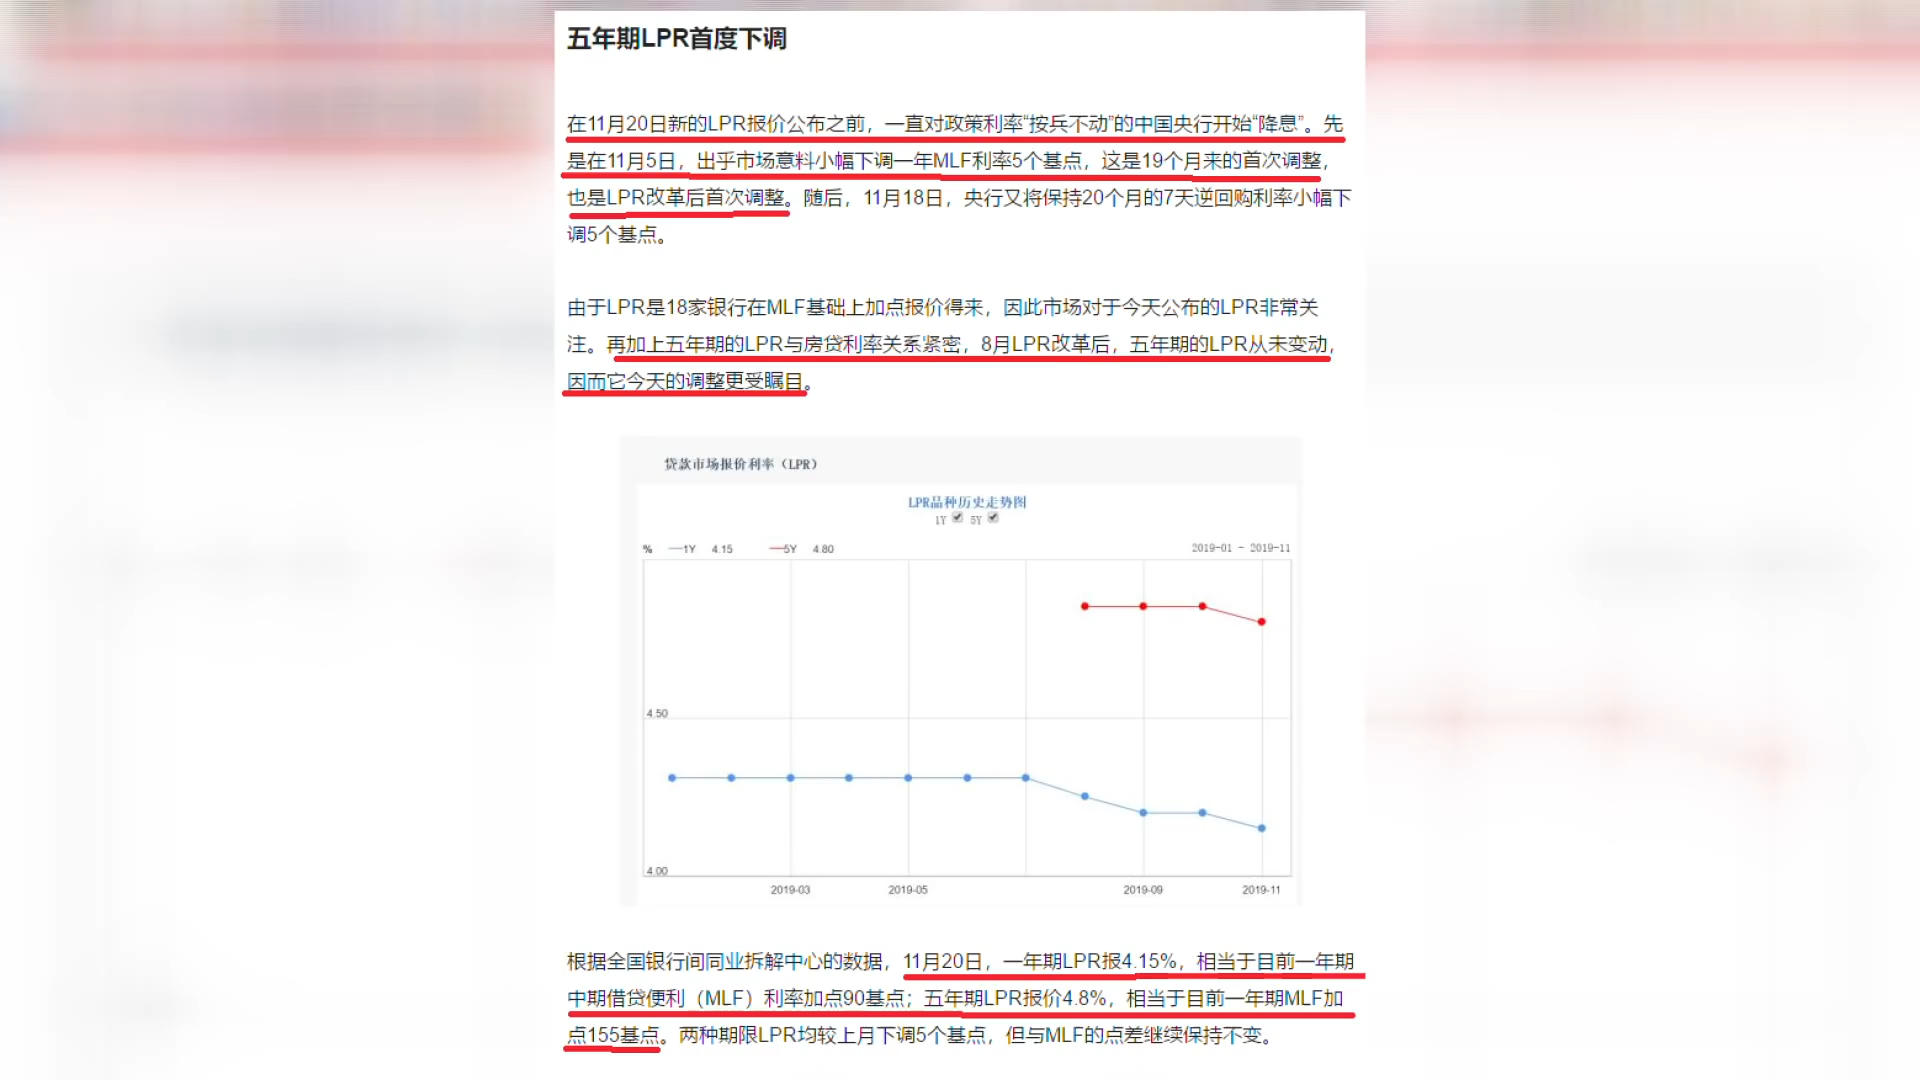 五年期LPR首度下调
在11月20日新的LPR报价公布之前，一直对政策利率“按兵不动”的中国央行开始“降息”。先
是在11月5日，出乎市场意料小幅下调一年MLF利率5个基点，这是19个月来的首次调整，
也是LPR改革后首次调整。随后，11月18日，央行又将保持20个月的7天逆回购利率小幅下
调5个基点。
由于LPR是18家银行在MLF基础上加点报价得来，因此市场对于今天公布的LPR非常关
注。再加上五年期的LPR与房贷利率关系紧密，8月LPR改革后，五年期的LPR从未变动，
因而它今天的调整更受瞩目。
贷款市场报价利率（LPR）
LPR品种历史走势图
1Y 5Y
% 1Y 4.15 5Y 4.80 2019-01 - 2019-11
4.50
4.00
2019-03 2019-05 2019-09 2019-11
根据全国银行间同业拆解中心的数据，11月20日，一年期LPR报4.15%，相当于目前一年期
中期借贷便利（MLF）利率加点90基点；五年期LPR报价4.8%，相当于目前一年期MLF加
点155基点。两种期限LPR均较上月下调5个基点，但与MLF的点差继续保持不变。